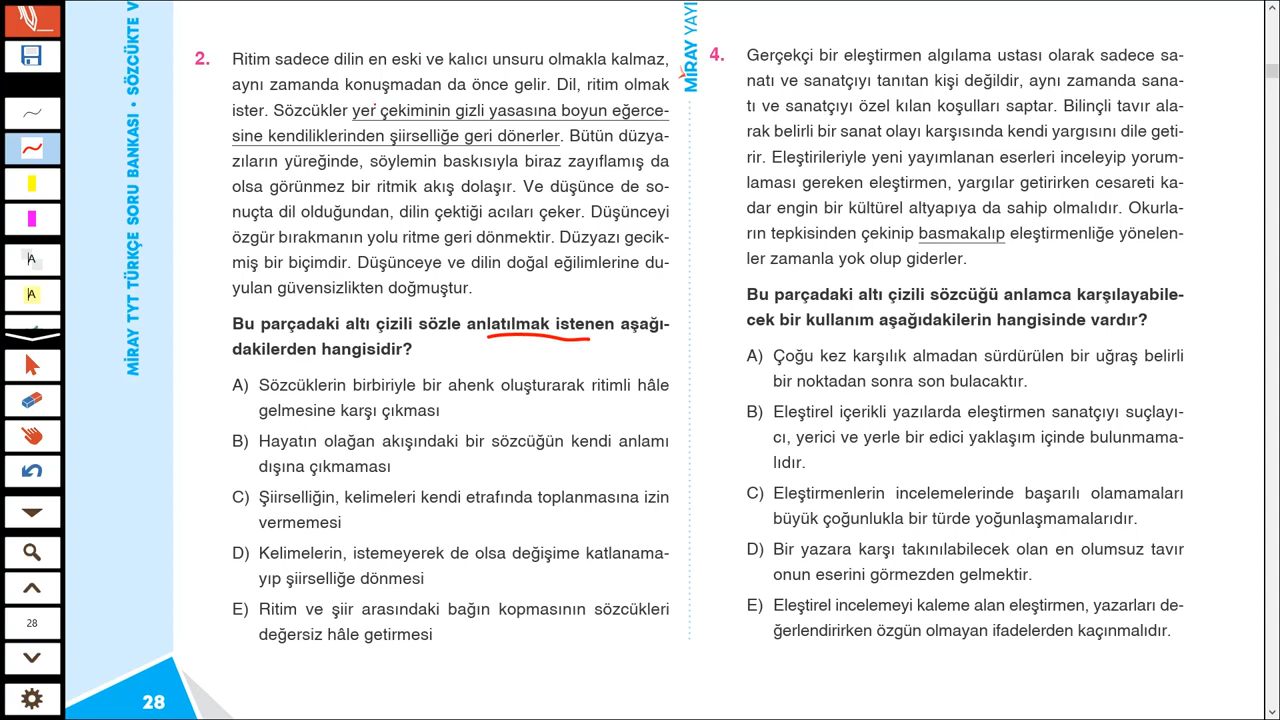 MİRAY TYT TÜRKÇE SORU BANKASI • SÖZCÜKTE V
2. Ritim sadece dilin en eski ve kalıcı unsuru olmakla kalmaz,
aynı zamanda konuşmadan da önce gelir. Dil, ritim olmak
ister. Sözcükler yer çekiminin gizli yasasına boyun eğerce-
sine kendiliklerinden şiirselliğe geri dönerler. Bütün düzya-
zıların yüreğinde, söylemin baskısıyla biraz zayıflamış da
olsa görünmez bir ritmik akış dolaşır. Ve düşünce de so-
nuçta dil olduğundan, dilin çektiği acıları çeker. Düşünceyi
özgür bırakmanın yolu ritme geri dönmektir. Düzyazı gecik-
miş bir biçimdir. Düşünceye ve dilin doğal eğilimlerine du-
yulan güvensizlikten doğmuştur.
Bu parçadaki altı çizili sözle anlatılmak istenen aşağı-
dakilerden hangisidir?
A) Sözcüklerin birbiriyle bir ahenk oluşturarak ritimli hâle
gelmesine karşı çıkması
B) Hayatın olağan akışındaki bir sözcüğün kendi anlamı
dışına çıkmaması
C) Şiirselliğin, kelimeleri kendi etrafında toplanmasına izin
vermemesi
D) Kelimelerin, istemeyerek de olsa değişime katlanama-
yıp şiirselliğe dönmesi
E) Ritim ve şiir arasındaki bağın kopmasının sözcükleri
değersiz hâle getirmesi
28
MİRAY YAYI
4. Gerçekçi bir eleştirmen algılama ustası olarak sadece sa-
natı ve sanatçıyı tanıtan kişi değildir, aynı zamanda sana-
tı ve sanatçıyı özel kılan koşulları saptar. Bilinçli tavır ala-
rak belirli bir sanat olayı karşısında kendi yargısını dile geti-
rir. Eleştirileriyle yeni yayımlanan eserleri inceleyip yorum-
laması gereken eleştirmen, yargılar getirirken cesareti ka-
dar engin bir kültürel altyapıya da sahip olmalıdır. Okurla-
rın tepkisinden çekinip basmakalıp eleştirmenliğe yönelen-
ler zamanla yok olup giderler.
Bu parçadaki altı çizili sözcüğü anlamca karşılayabile-
cek bir kullanım aşağıdakilerin hangisinde vardır?
A) Çoğu kez karşılık almadan sürdürülen bir uğraş belirli
bir noktadan sonra son bulacaktır.
B) Eleştirel içerikli yazılarda eleştirmen sanatçıyı suçlayı-
cı, yerici ve yerle bir edici yaklaşım içinde bulunmama-
lıdır.
C) Eleştirmenlerin incelemelerinde başarılı olamamaları
büyük çoğunlukla bir türde yoğunlaşmamalarıdır.
D) Bir yazara karşı takınılabilecek olan en olumsuz tavır
onun eserini görmezden gelmektir.
E) Eleştirel incelemeyi kaleme alan eleştirmen, yazarları de-
ğerlendirirken özgün olmayan ifadelerden kaçınmalıdır.
A
A
28